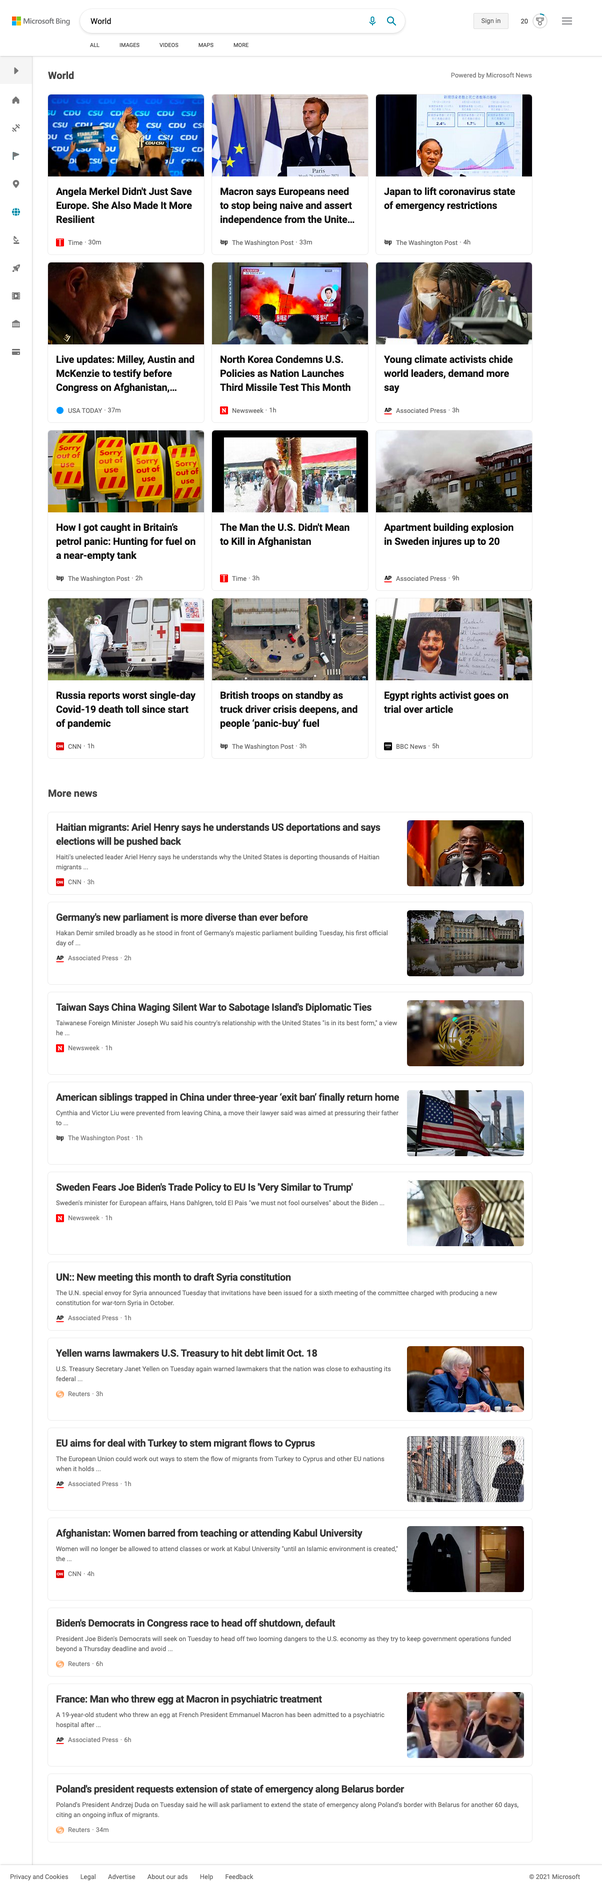 Microsoft Bing
World
Sign in
20
ALL IMAGES VIDEOS MAPS MORE
World
Powered by Microsoft News
CDU CSU
Paris
2.4% 1.7% 8.3%
Angela Merkel Didn't Just Save
Europe. She Also Made It More
Resilient
Time · 30m
Macron says Europeans need
to stop being naive and assert
independence from the Unite...
The Washington Post · 33m
Japan to lift coronavirus state
of emergency restrictions
The Washington Post · 4h
Live updates: Milley, Austin and
McKenzie to testify before
Congress on Afghanistan,...
USA TODAY · 37m
North Korea Condemns U.S.
Policies as Nation Launches
Third Missile Test This Month
Newsweek · 1h
Young climate activists chide
world leaders, demand more
say
Associated Press · 3h
Sorry out of use
Sorry out of use
Sorry out of use
Sorry out of use
How I got caught in Britain's
petrol panic: Hunting for fuel on
a near-empty tank
The Washington Post · 2h
The Man the U.S. Didn't Mean
to Kill in Afghanistan
Time · 3h
Apartment building explosion
in Sweden injures up to 20
Associated Press · 9h
Russia reports worst single-day
Covid-19 death toll since start
of pandemic
CNN · 1h
British troops on standby as
truck driver crisis deepens, and
people ‘panic-buy’ fuel
The Washington Post · 3h
Egypt rights activist goes on
trial over article
BBC News · 5h
More news
Haitian migrants: Ariel Henry says he understands US deportations and says
elections will be pushed back
Haiti's unelected leader Ariel Henry says he understands why the United States is deporting thousands of Haitian
migrants ...
CNN · 3h
Germany's new parliament is more diverse than ever before
Hakan Demir smiled broadly as he stood in front of Germany's majestic parliament building Tuesday, his first official
day of ...
Associated Press · 2h
Taiwan Says China Waging Silent War to Sabotage Island's Diplomatic Ties
Taiwanese Foreign Minister Joseph Wu said his country's relationship with the United States "is in its best form," a view
he ...
Newsweek · 1h
American siblings trapped in China under three-year ‘exit ban’ finally return home
Cynthia and Victor Liu were prevented from leaving China, a move their lawyer said was aimed at pressuring their father
to ...
The Washington Post · 1h
Sweden Fears Joe Biden's Trade Policy to EU Is 'Very Similar to Trump'
Sweden's minister for European affairs, Hans Dahlgren, told El Pais "we must not fool ourselves" about the Biden ...
Newsweek · 1h
UN:: New meeting this month to draft Syria constitution
The U.N. special envoy for Syria announced Tuesday that invitations have been issued for a sixth meeting of the committee charged with producing a new
constitution for war-torn Syria in October.
Associated Press · 1h
Yellen warns lawmakers U.S. Treasury to hit debt limit Oct. 18
U.S. Treasury Secretary Janet Yellen on Tuesday again warned lawmakers that the nation was close to exhausting its
federal ...
Reuters · 3h
EU aims for deal with Turkey to stem migrant flows to Cyprus
The European Union could work out ways to stem the flow of migrants from Turkey to Cyprus and other EU nations
when it holds ...
Associated Press · 1h
Afghanistan: Women barred from teaching or attending Kabul University
Women will no longer be allowed to attend classes or work at Kabul University "until an Islamic environment is created,"
the ...
CNN · 4h
Biden's Democrats in Congress race to head off shutdown, default
President Joe Biden's Democrats will seek on Tuesday to head off two looming dangers to the U.S. economy as they try to keep government operations funded
beyond a Thursday deadline and avoid ...
Reuters · 6h
France: Man who threw egg at Macron in psychiatric treatment
A 19-year-old student who threw an egg at French President Emmanuel Macron has been admitted to a psychiatric
hospital after ...
Associated Press · 6h
Poland's president requests extension of state of emergency along Belarus border
Poland's President Andrzej Duda on Tuesday said he will ask parliament to extend the state of emergency along Poland's border with Belarus for another 60 days,
citing an ongoing influx of migrants.
Reuters · 34m
Privacy and Cookies Legal Advertise About our ads Help Feedback
© 2021 Microsoft